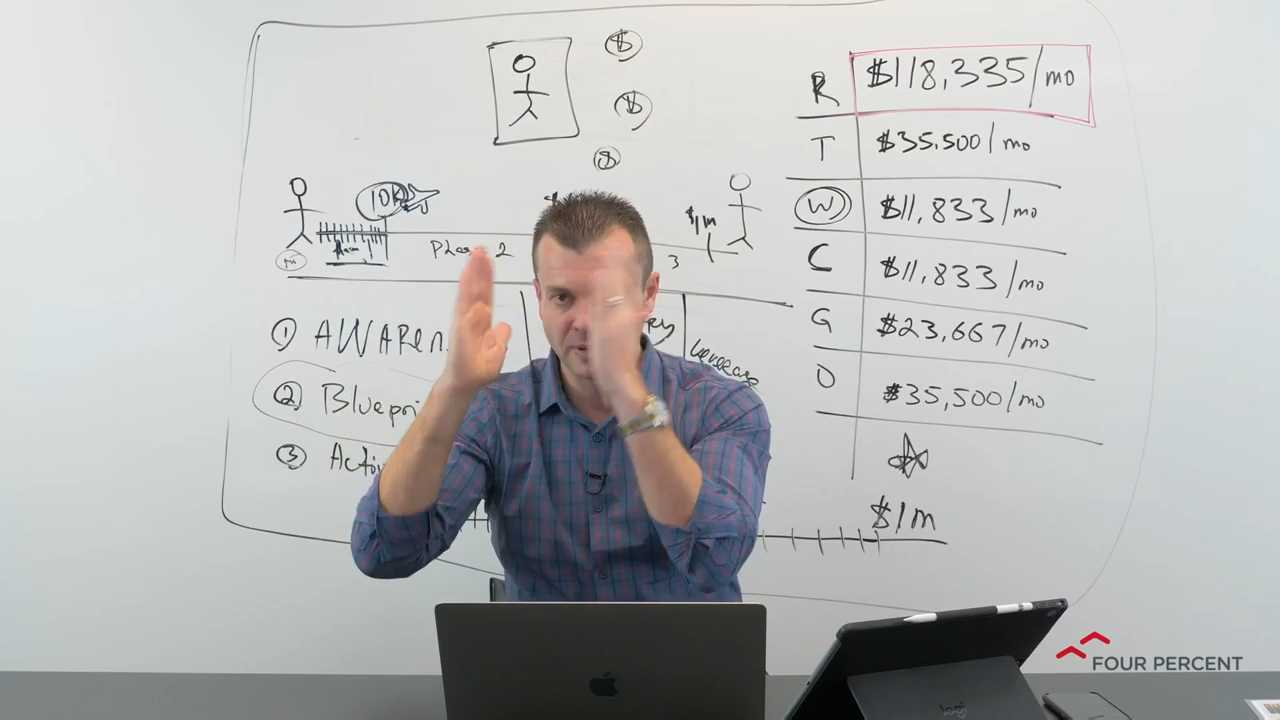 R $118,335/mo
T $35,500/mo
W $11,833/mo
C $11,833/mo
G $23,667/mo
O $35,500/mo
$1m
$
$
$
10K
$1m
Phase 2
3
① AWAREN
② Bluepri
③ Acti
Leverage
FOUR PERCENT
logi